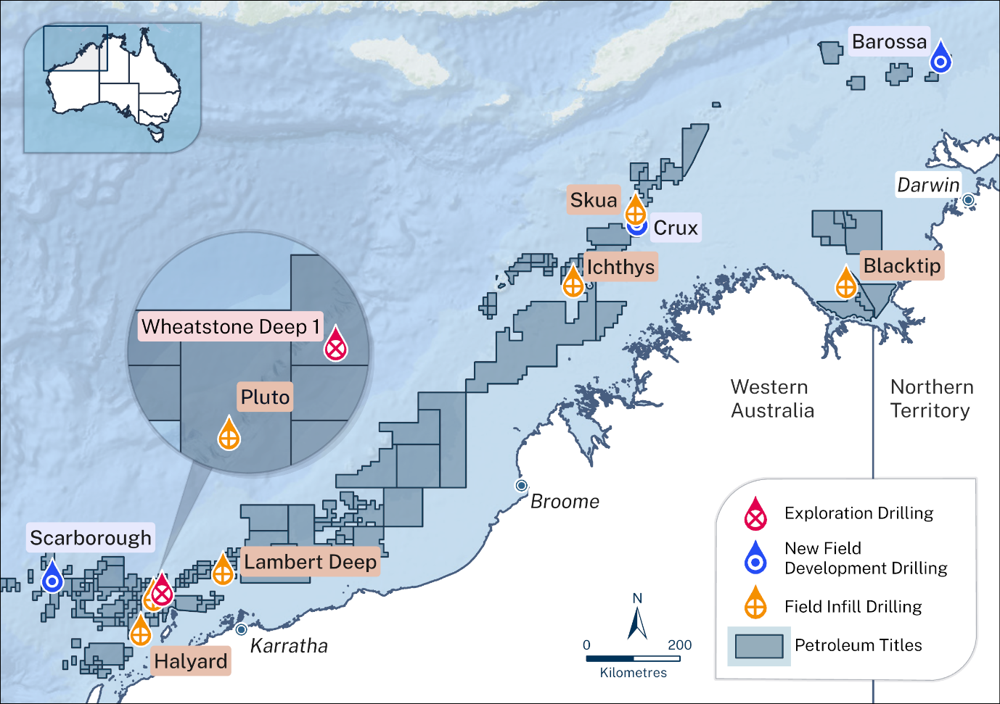 Barossa
Darwin
Skua
Crux
Ichthys
Blacktip
Wheatstone Deep 1
Pluto
Western
Australia
Northern
Territory
Broome
Scarborough
Lambert Deep
Karratha
Halyard
N
0 200
Kilometres
Exploration Drilling
New Field
Development Drilling
Field Infill Drilling
Petroleum Titles